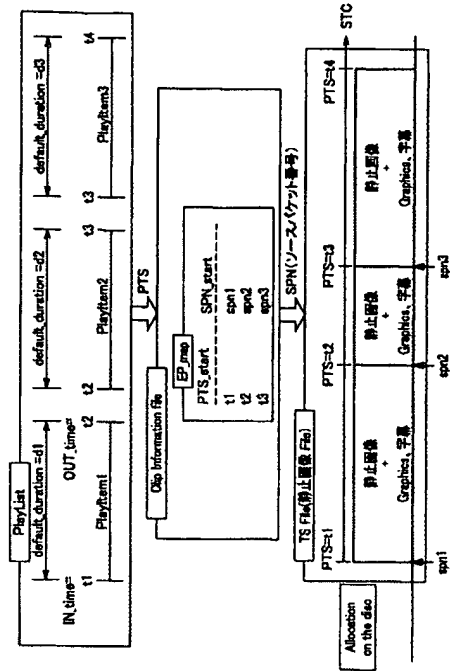 PlayList
default_duration =d1
default_duration =d2
default_duration =d3
IN_time=
OUT_time=
t1
t2
t2
t3
t3
t4
PlayItem1
PlayItem2
PlayItem3
PTS
Clip Information file
EP_map
PTS_start
SPN_start
t1
spn1
t2
spn2
t3
spn3
SPN(ソースパケット番号)
TS File(静止画像 File)
PTS=t1
PTS=t2
PTS=t3
PTS=t4
STC
静止画像
+
Graphics、字幕
静止画像
+
Graphics、字幕
静止画像
+
Graphics、字幕
Allocation
on the disc
spn1
spn2
spn3